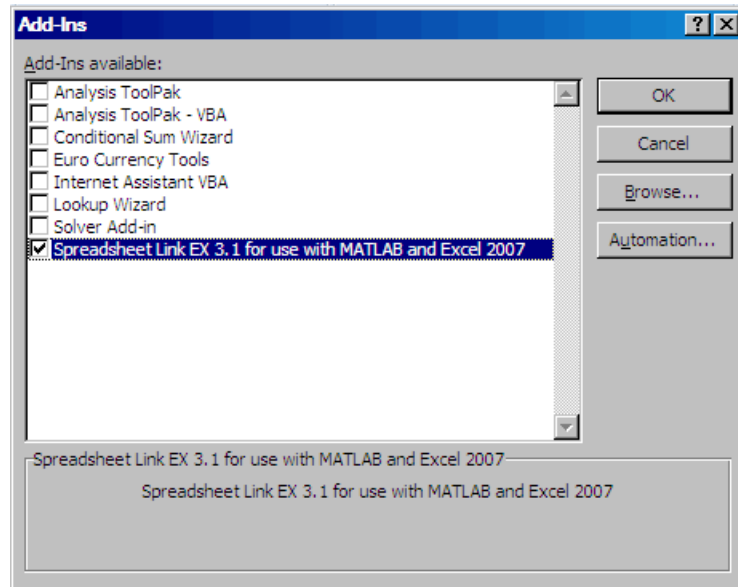 Add-Ins
Add-Ins available:
Analysis ToolPak
Analysis ToolPak - VBA
Conditional Sum Wizard
Euro Currency Tools
Internet Assistant VBA
Lookup Wizard
Solver Add-in
Spreadsheet Link EX 3.1 for use with MATLAB and Excel 2007
OK
Cancel
Browse...
Automation...
Spreadsheet Link EX 3.1 for use with MATLAB and Excel 2007
Spreadsheet Link EX 3.1 for use with MATLAB and Excel 2007